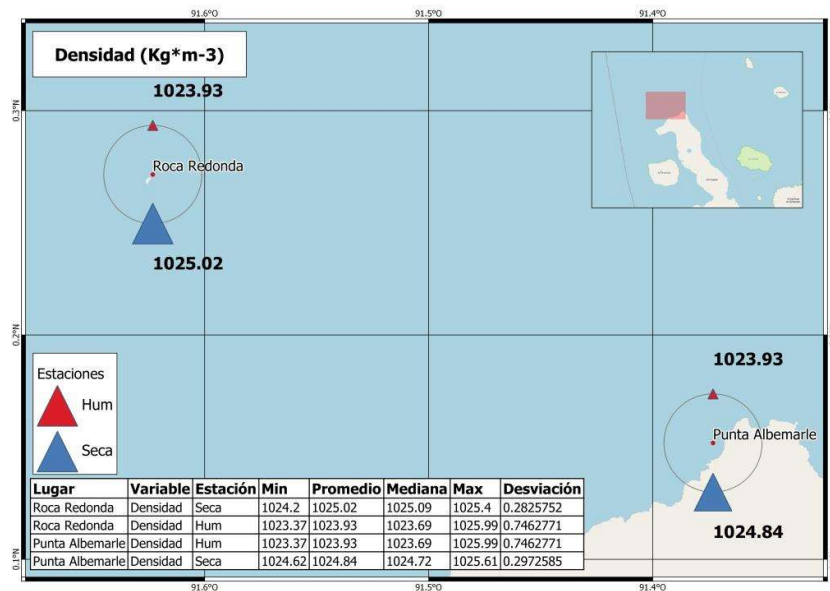 91.6°O 91.5°O 91.4°O
Densidad (Kg*m-3)
1023.93
0.3°N
Roca Redonda
1025.02
0.2°N
1023.93
Estaciones
Hum
Seca
Punta Albemarle
1024.84
Lugar Variable Estación Min Promedio Mediana Max Desviación
Roca Redonda Densidad Seca 1024.2 1025.02 1025.09 1025.4 0.2825752
Roca Redonda Densidad Hum 1023.37 1023.93 1023.69 1025.99 0.7462771
Punta Albemarle Densidad Hum 1023.37 1023.93 1023.69 1025.99 0.7462771
Punta Albemarle Densidad Seca 1024.62 1024.84 1024.72 1025.61 0.2972585
0.1°N
91.6°O 91.5°O 91.4°O